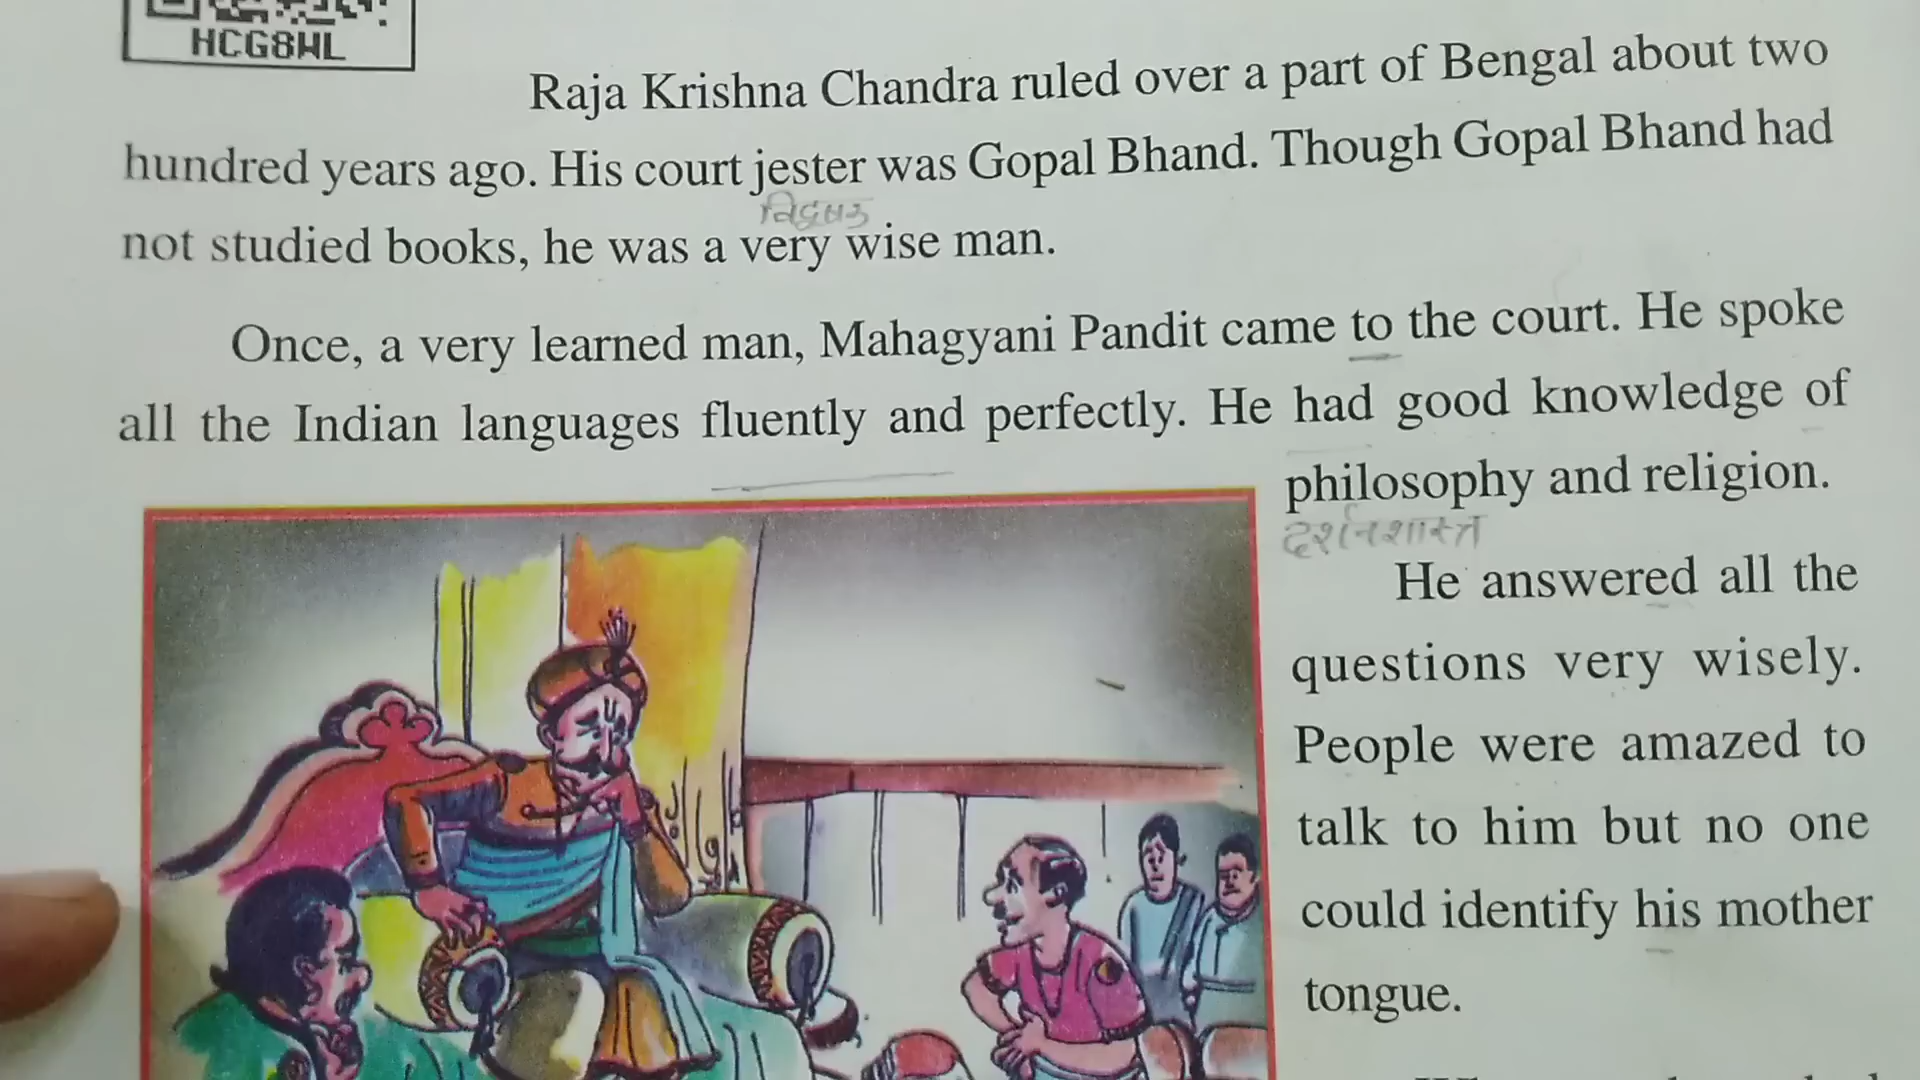 HCG8WL
Raja Krishna Chandra ruled over a part of Bengal about two
hundred years ago. His court jester was Gopal Bhand. Though Gopal Bhand had
विदूषक
not studied books, he was a very wise man.
Once, a very learned man, Mahagyani Pandit came to the court. He spoke
all the Indian languages fluently and perfectly. He had good knowledge of
philosophy and religion.
दर्शनशास्त्र
He answered all the
questions very wisely.
People were amazed to
talk to him but no one
could identify his mother
tongue.